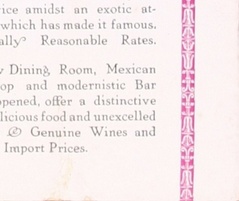 ice amidst an exotic at-
which has made it famous.
ally Reasonable Rates.
Dining Room, Mexican
op and modernistic Bar
pened, offer a distinctive
licious food and unexcelled
& Genuine Wines and
Import Prices.